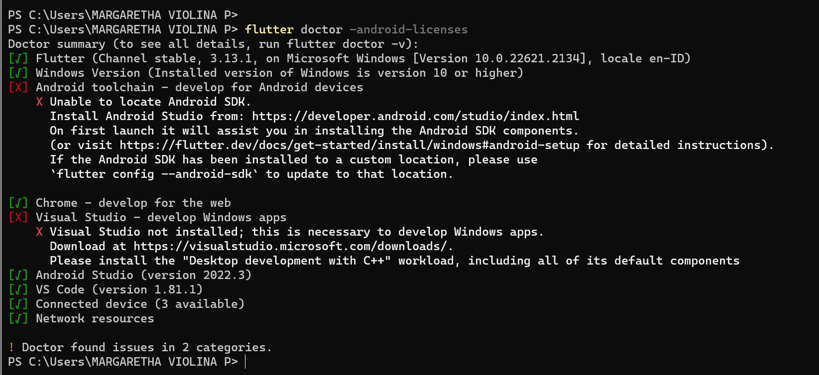 PS C:\Users\MARGARETHA VIOLINA P>
PS C:\Users\MARGARETHA VIOLINA P> flutter doctor -android-licenses
Doctor summary (to see all details, run flutter doctor -v):
[√] Flutter (Channel stable, 3.13.1, on Microsoft Windows [Version 10.0.22621.2134], locale en-ID)
[√] Windows Version (Installed version of Windows is version 10 or higher)
[X] Android toolchain - develop for Android devices
    X Unable to locate Android SDK.
      Install Android Studio from: https://developer.android.com/studio/index.html
      On first launch it will assist you in installing the Android SDK components.
      (or visit https://flutter.dev/docs/get-started/install/windows#android-setup for detailed instructions).
      If the Android SDK has been installed to a custom location, please use
      `flutter config --android-sdk` to update to that location.
[√] Chrome - develop for the web
[X] Visual Studio - develop Windows apps
    X Visual Studio not installed; this is necessary to develop Windows apps.
      Download at https://visualstudio.microsoft.com/downloads/.
      Please install the "Desktop development with C++" workload, including all of its default components
[√] Android Studio (version 2022.3)
[√] VS Code (version 1.81.1)
[√] Connected device (3 available)
[√] Network resources
! Doctor found issues in 2 categories.
PS C:\Users\MARGARETHA VIOLINA P>